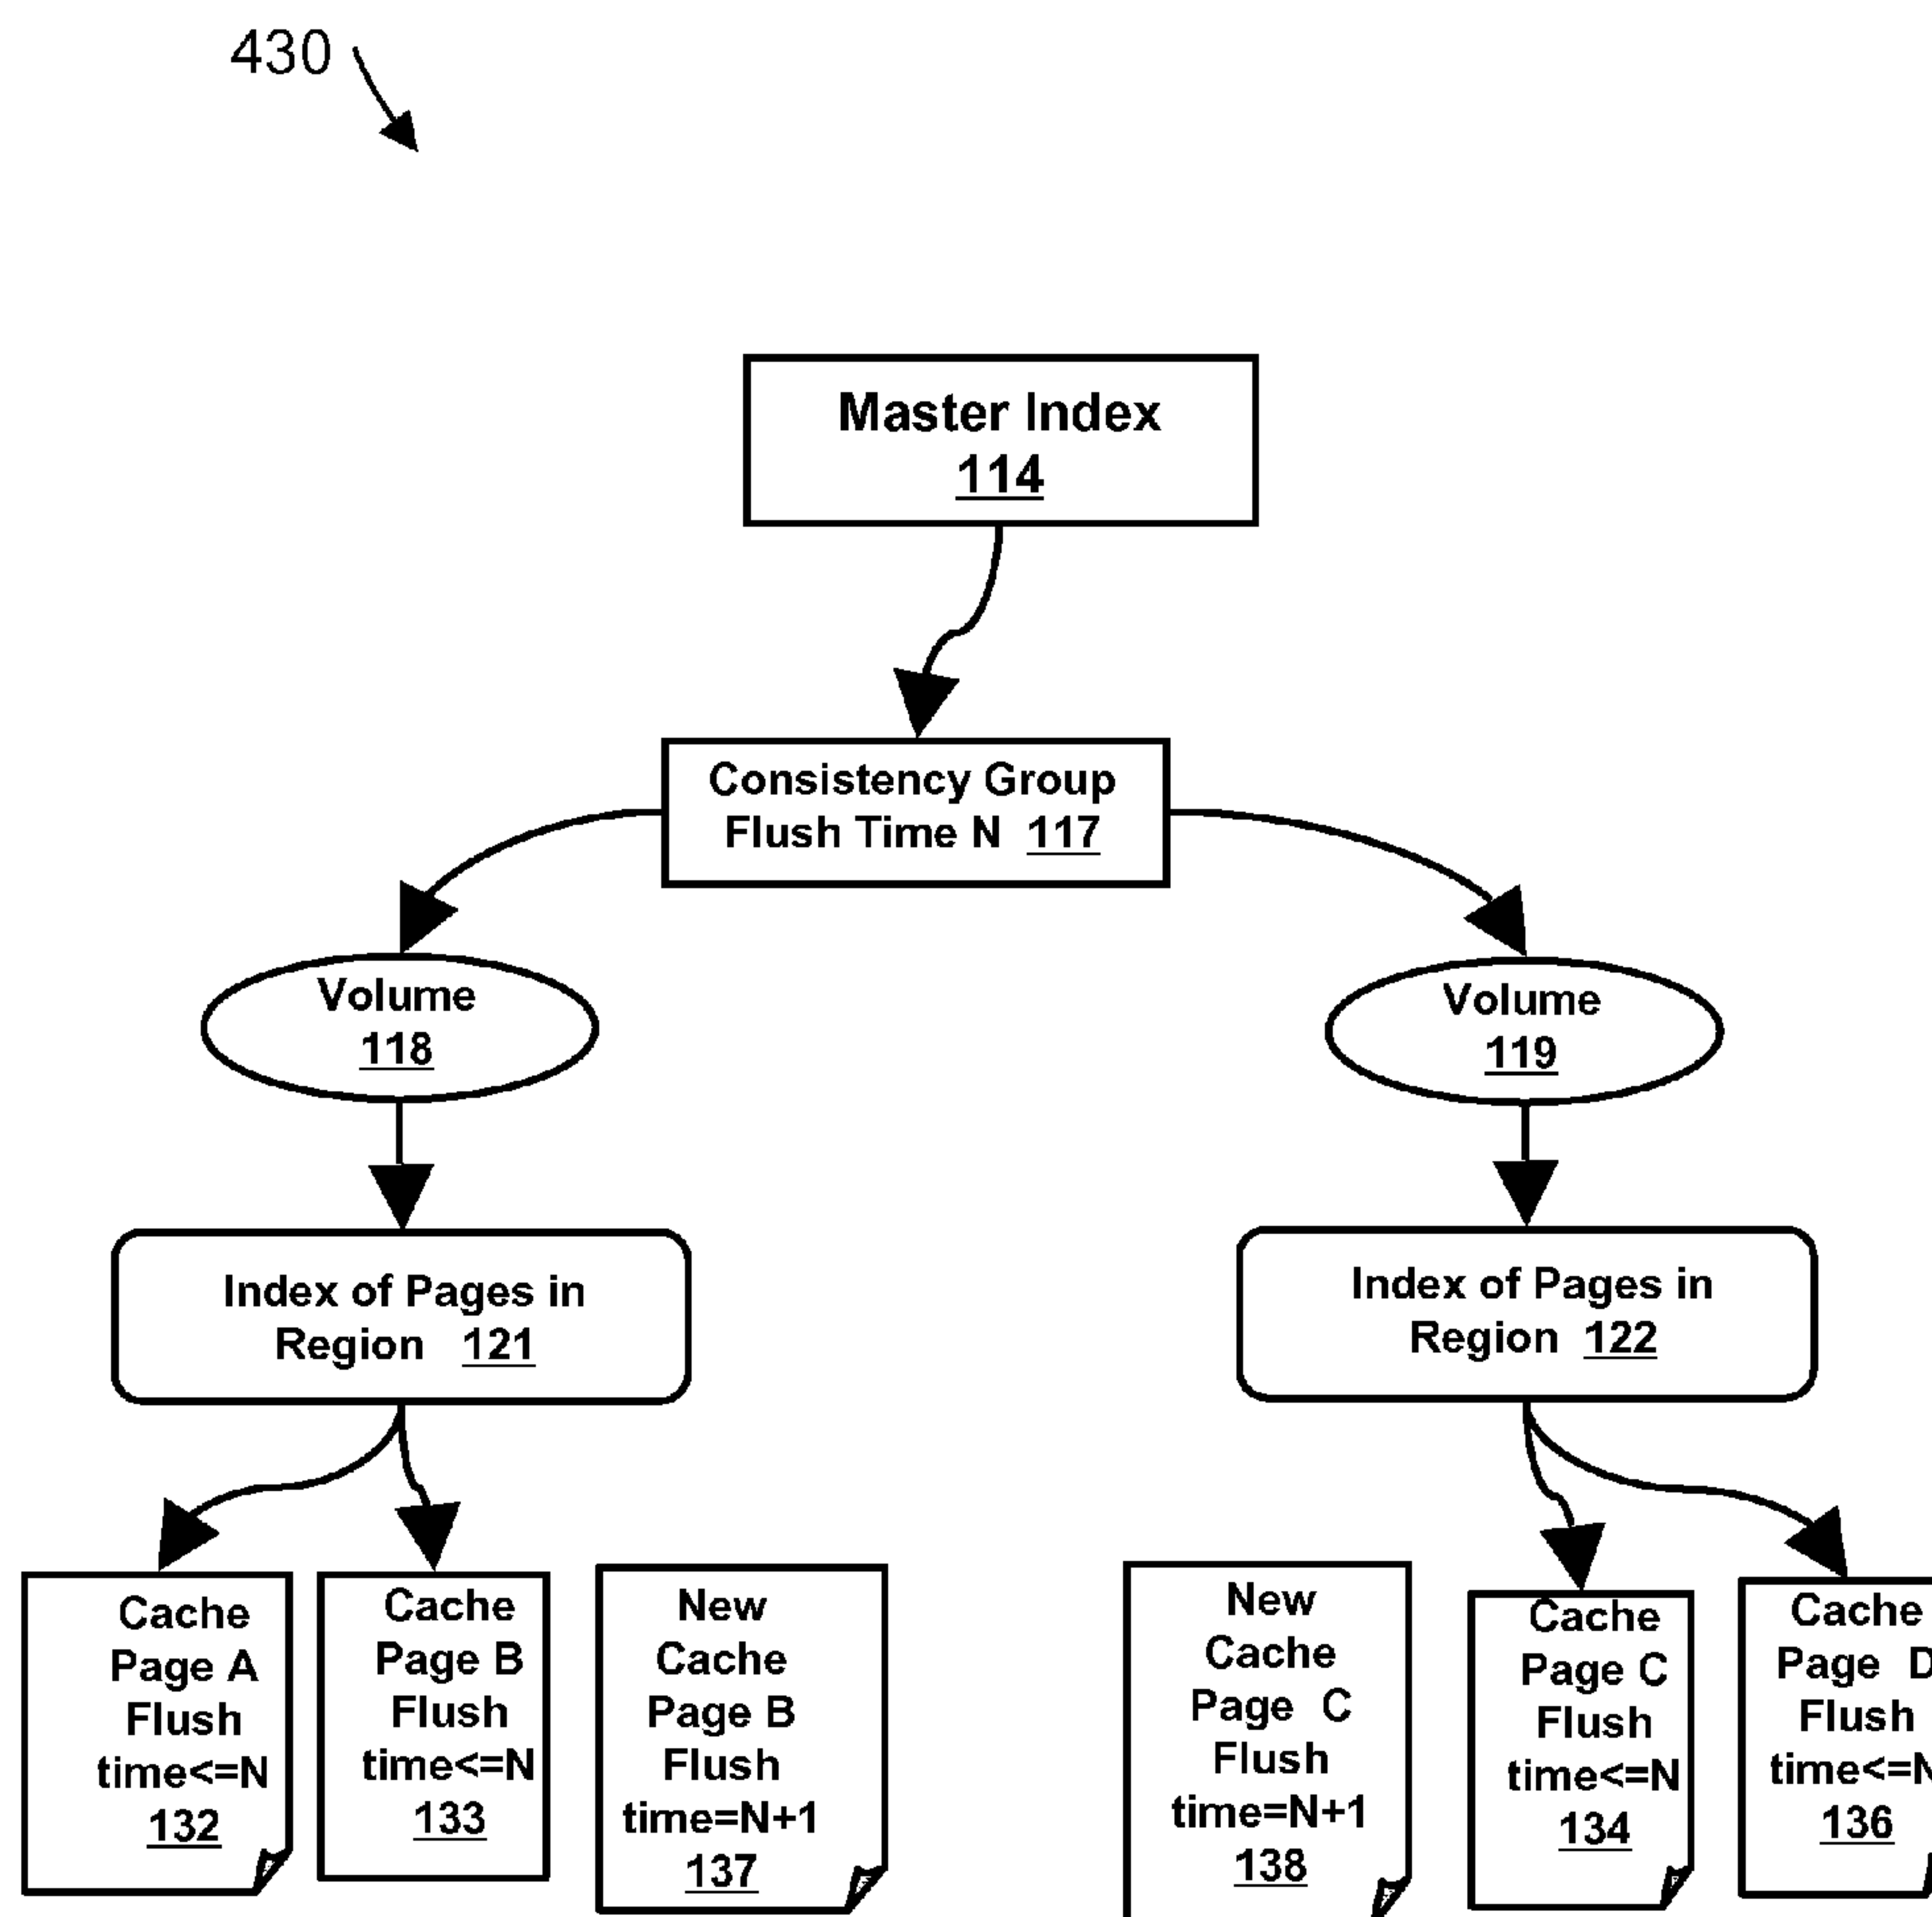 430
Master Index
114
Consistency Group
Flush Time N 117
Volume
118
Volume
119
Index of Pages in
Region 121
Index of Pages in
Region 122
Cache
Page A
Flush
time<=N
132
Cache
Page B
Flush
time<=N
133
New
Cache
Page B
Flush
time=N+1
137
New
Cache
Page C
Flush
time=N+1
138
Cache
Page C
Flush
time<=N
134
Cache
Page D
Flush
time<=N
136